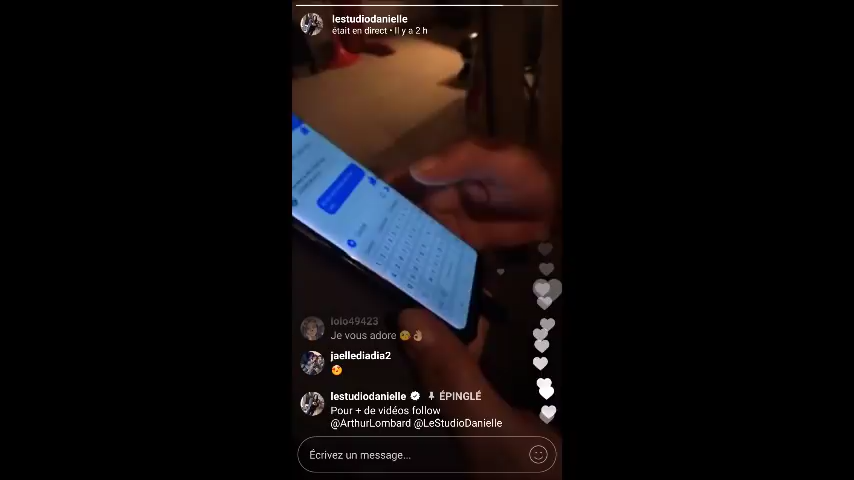 lestudiodanielle
était en direct • Il y a 2 h
iolo49423
Je vous adore 🤒👌🏼
jaellediadia2
🤒
lestudiodanielle ÉPINGLÉ
Pour + de vidéos follow
@ArthurLombard @LeStudioDanielle
Écrivez un message...